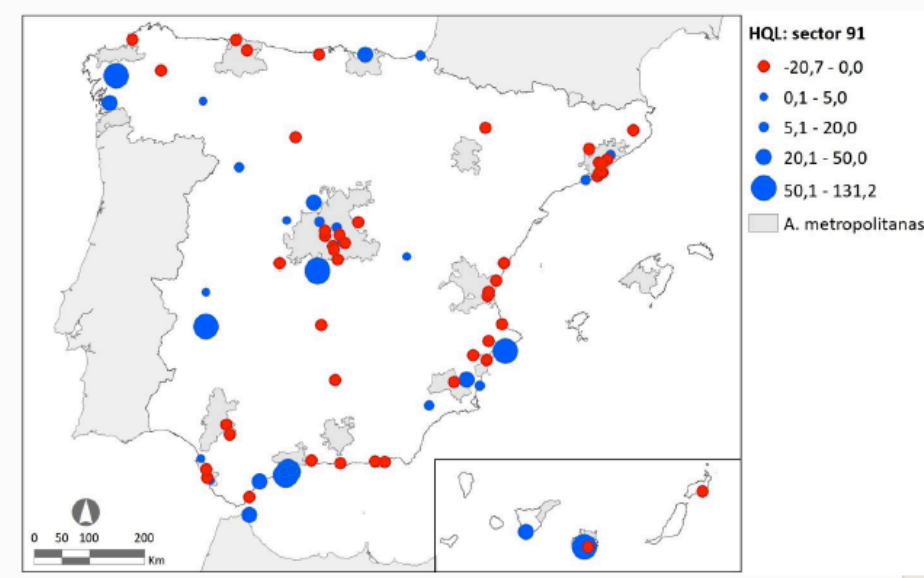 HQL: sector 91
-20,7 - 0,0
0,1 - 5,0
5,1 - 20,0
20,1 - 50,0
50,1 - 131,2
A. metropolitanas
0 50 100 200
Km